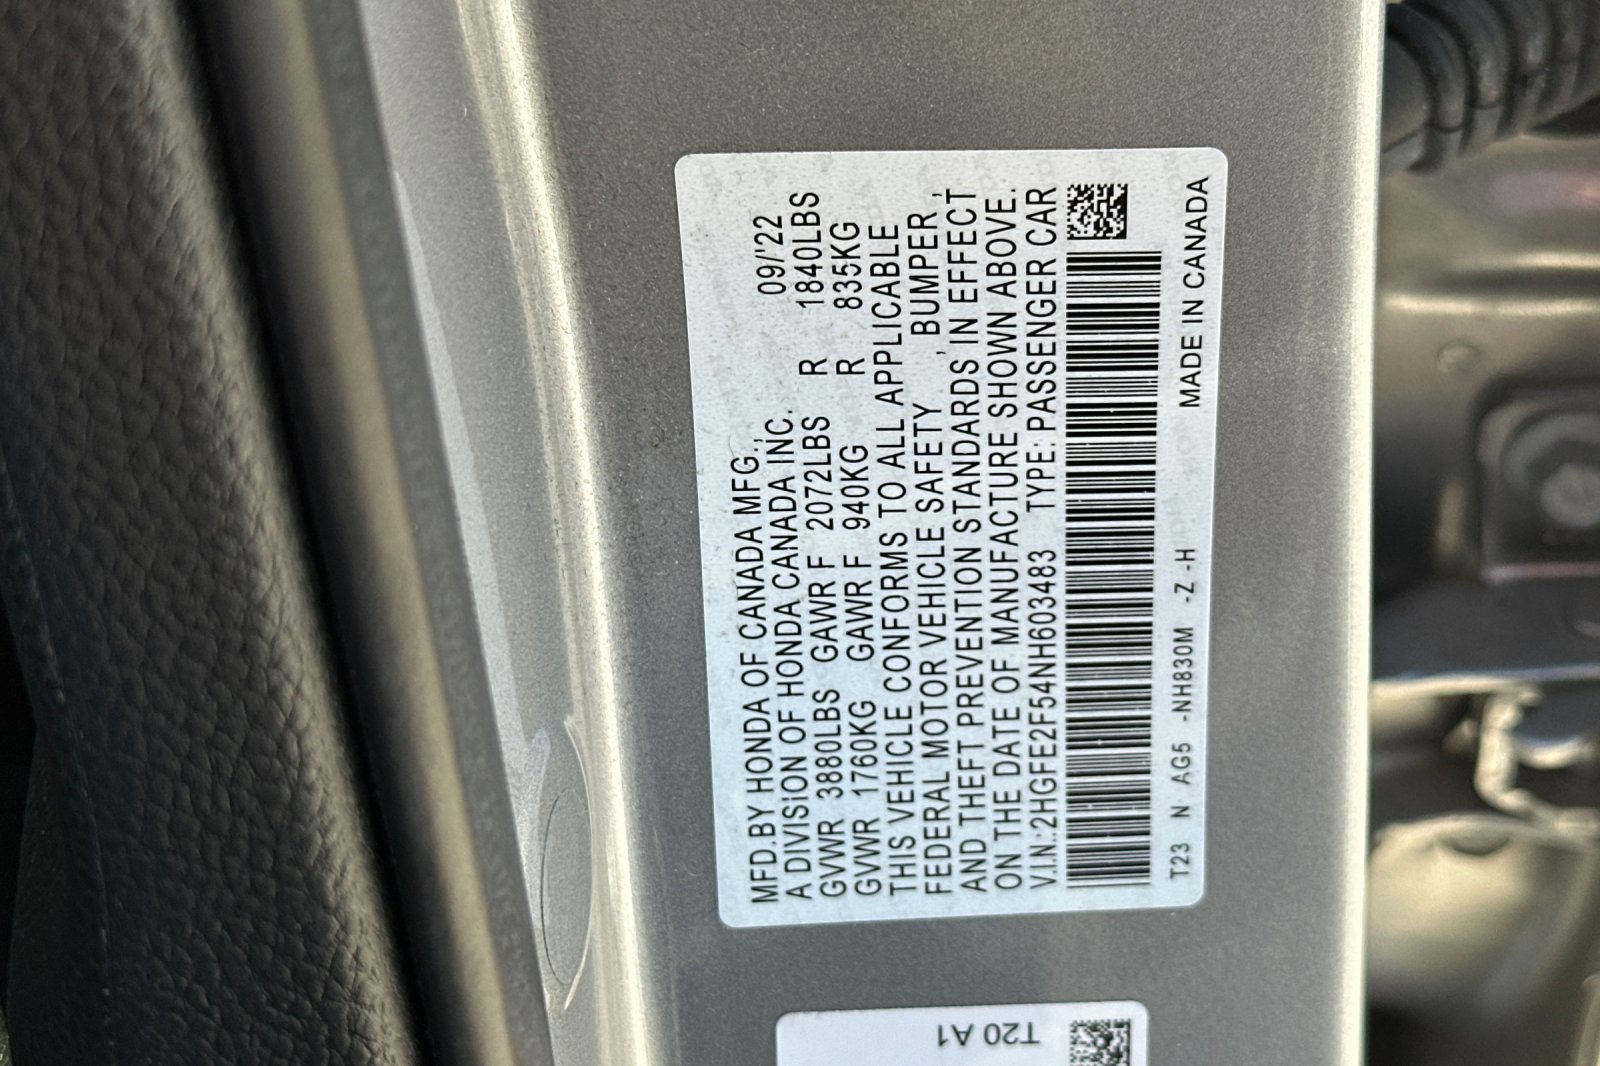 MFD.BY HONDA OF CANADA MFG.,
A DIVISION OF HONDA CANADA INC. 09/'22
GVWR 3880LBS GAWR F 2072LBS R 1840LBS
GVWR 1760KG GAWR F 940KG R 835KG
THIS VEHICLE CONFORMS TO ALL APPLICABLE
FEDERAL MOTOR VEHICLE SAFETY , BUMPER ,
AND THEFT PREVENTION STANDARDS IN EFFECT
ON THE DATE OF MANUFACTURE SHOWN ABOVE.
V.I.N.:2HGFE2F54NH603483 TYPE: PASSENGER CAR
T23 N AG5 -NH830M -Z -H MADE IN CANADA
T20 A1